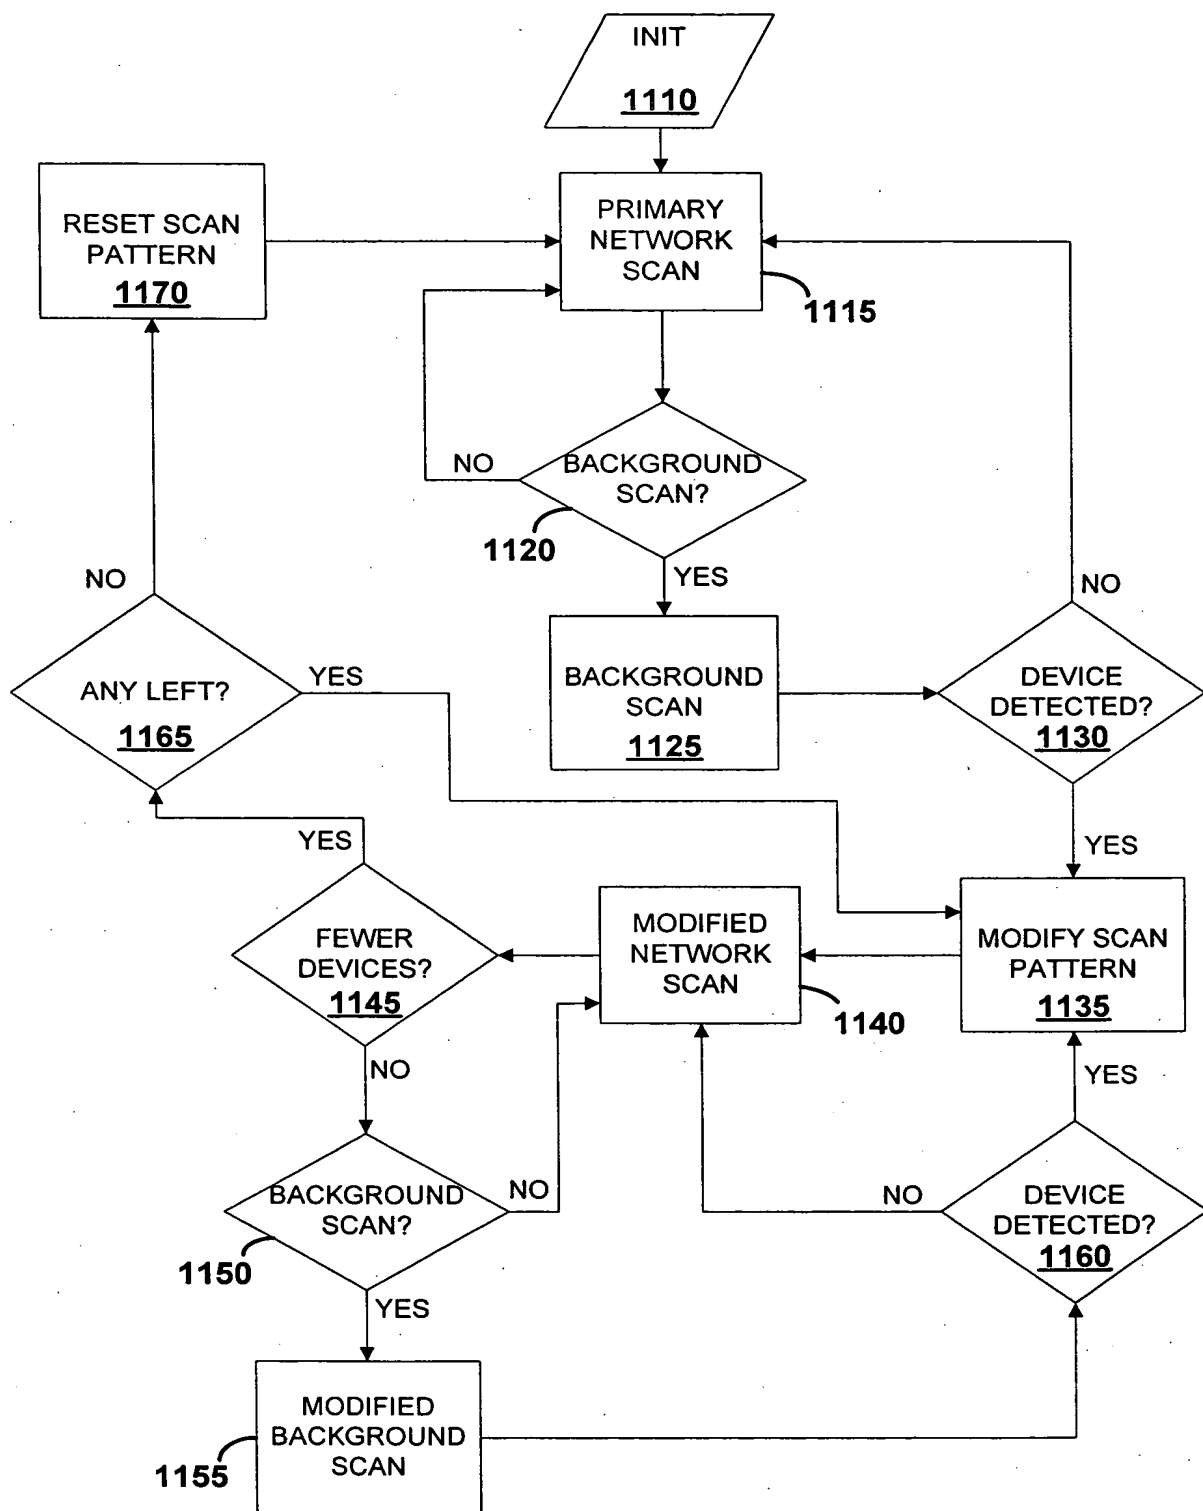 INIT
1110
PRIMARY
NETWORK
SCAN
1115
RESET SCAN
PATTERN
1170
BACKGROUND
SCAN?
1120
NO
YES
NO
NO
ANY LEFT?
1165
YES
BACKGROUND
SCAN
1125
DEVICE
DETECTED?
1130
YES
YES
FEWER
DEVICES?
1145
MODIFIED
NETWORK
SCAN
1140
MODIFY SCAN
PATTERN
1135
NO
YES
BACKGROUND
SCAN?
1150
NO
NO
DEVICE
DETECTED?
1160
YES
MODIFIED
BACKGROUND
SCAN
1155